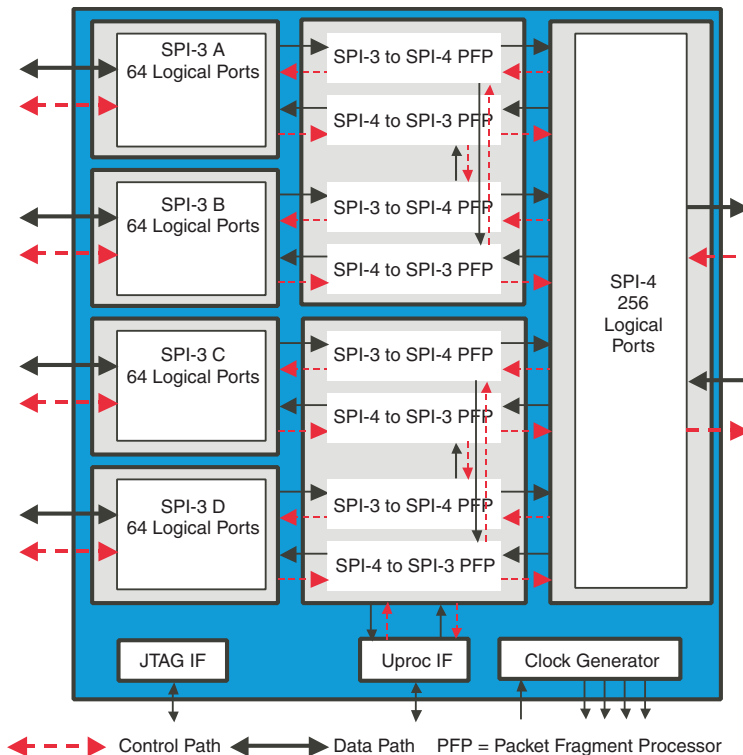 SPI-3 A
64 Logical Ports
SPI-3 to SPI-4 PFP
SPI-4 to SPI-3 PFP
SPI-3 B
64 Logical Ports
SPI-3 to SPI-4 PFP
SPI-4 to SPI-3 PFP
SPI-3 C
64 Logical Ports
SPI-3 to SPI-4 PFP
SPI-4 to SPI-3 PFP
SPI-3 D
64 Logical Ports
SPI-3 to SPI-4 PFP
SPI-4 to SPI-3 PFP
SPI-4
256
Logical
Ports
JTAG IF
Uproc IF
Clock Generator
Control Path
Data Path
PFP = Packet Fragment Processor